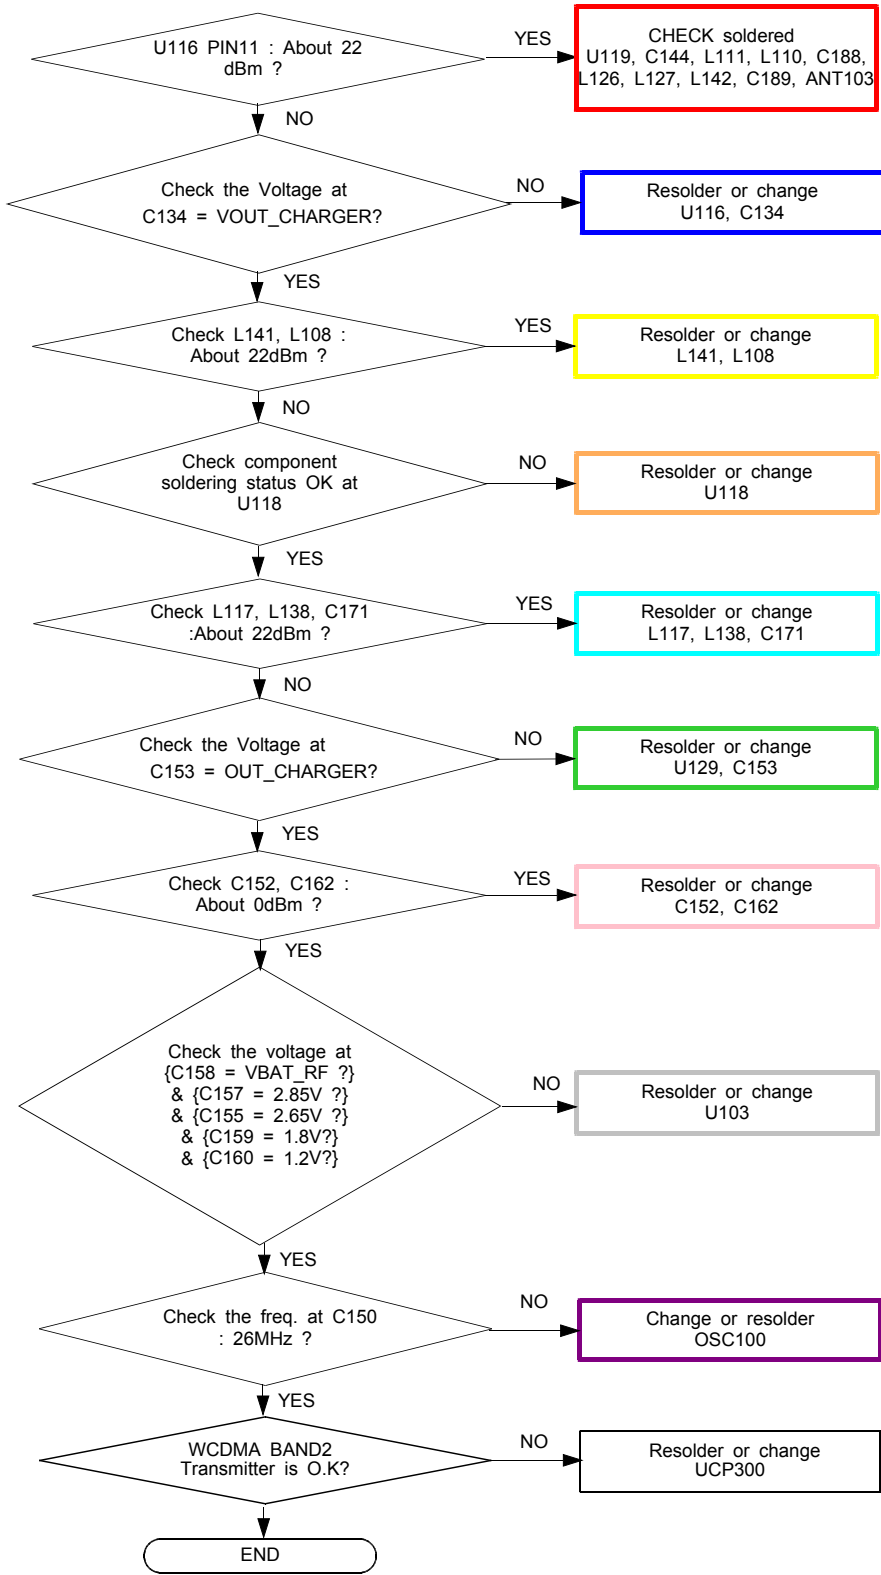 U116 PIN11 : About 22
dBm ?
YES
CHECK soldered
U119, C144, L111, L110, C188,
L126, L127, L142, C189, ANT103
NO
Check the Voltage at
C134 = VOUT_CHARGER?
NO
Resolder or change
U116, C134
YES
Check L141, L108 :
About 22dBm ?
YES
Resolder or change
L141, L108
NO
Check component
soldering status OK at
U118
NO
Resolder or change
U118
YES
Check L117, L138, C171
:About 22dBm ?
YES
Resolder or change
L117, L138, C171
NO
Check the Voltage at
C153 = OUT_CHARGER?
NO
Resolder or change
U129, C153
YES
Check C152, C162 :
About 0dBm ?
YES
Resolder or change
C152, C162
YES
Check the voltage at
{C158 = VBAT_RF ?}
& {C157 = 2.85V ?}
& {C155 = 2.65V ?}
& {C159 = 1.8V?}
& {C160 = 1.2V?}
NO
Resolder or change
U103
YES
Check the freq. at C150
: 26MHz ?
NO
Change or resolder
OSC100
YES
WCDMA BAND2
Transmitter is O.K?
NO
Resolder or change
UCP300
END